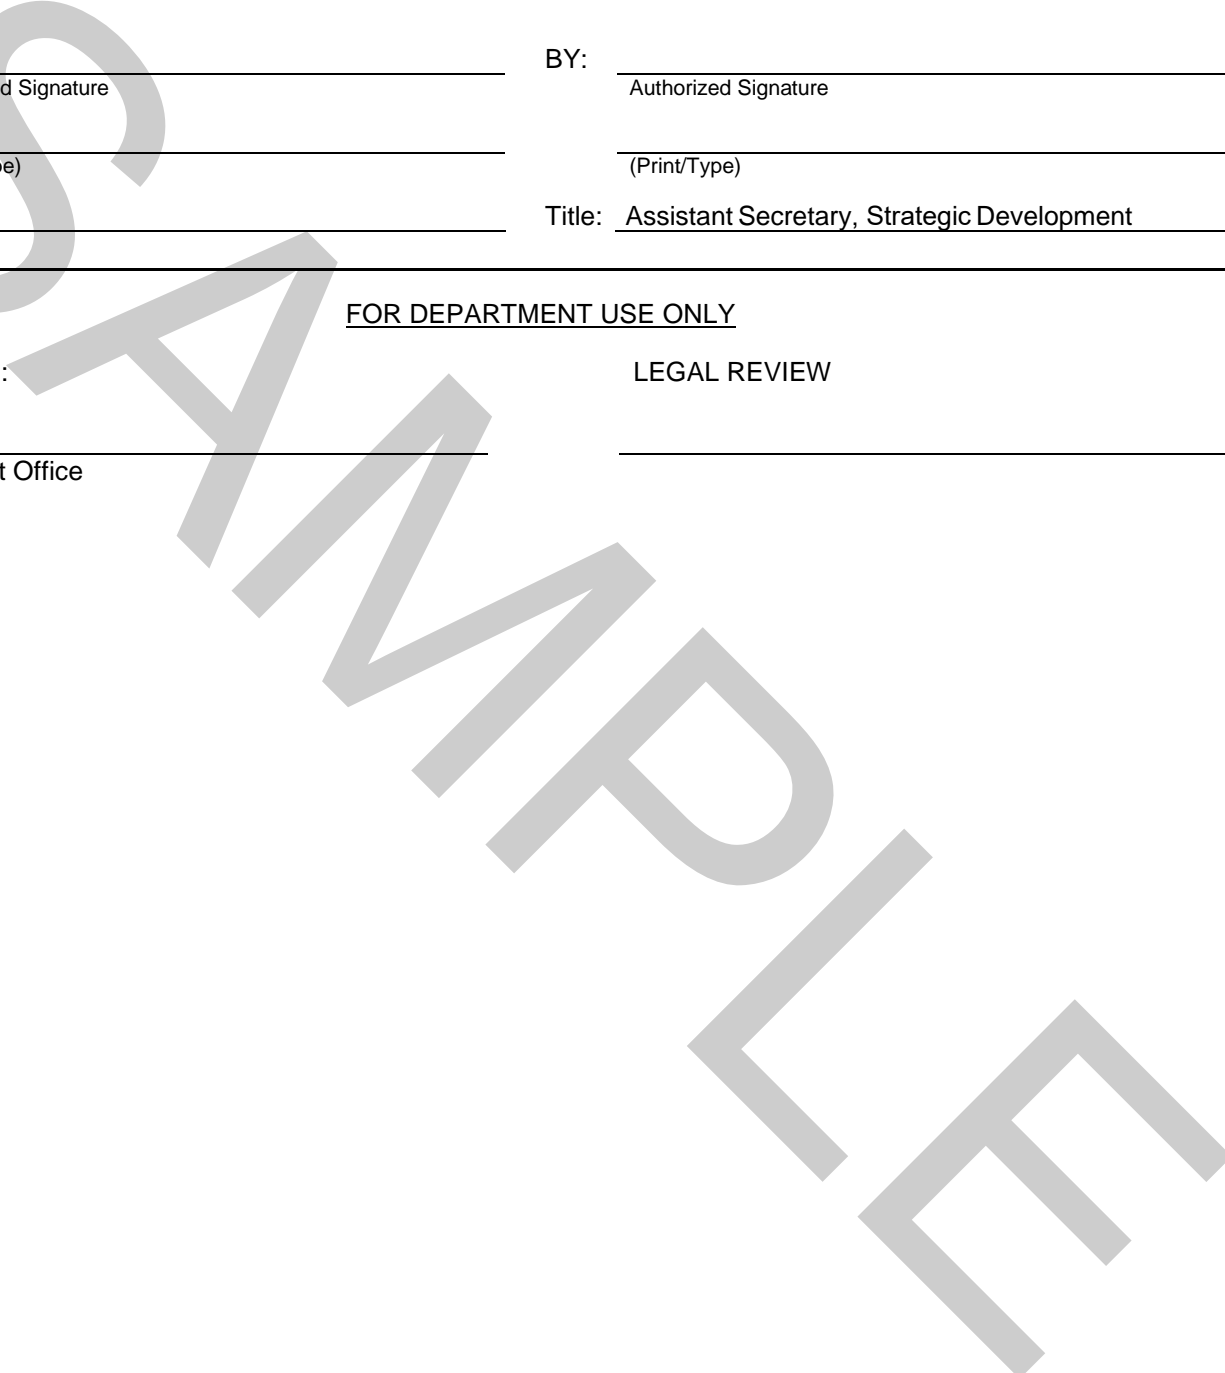 BY:
d Signature Authorized Signature
pe) (Print/Type)
Title: Assistant Secretary, Strategic Development
FOR DEPARTMENT USE ONLY
: LEGAL REVIEW
t Office
SAMPLE